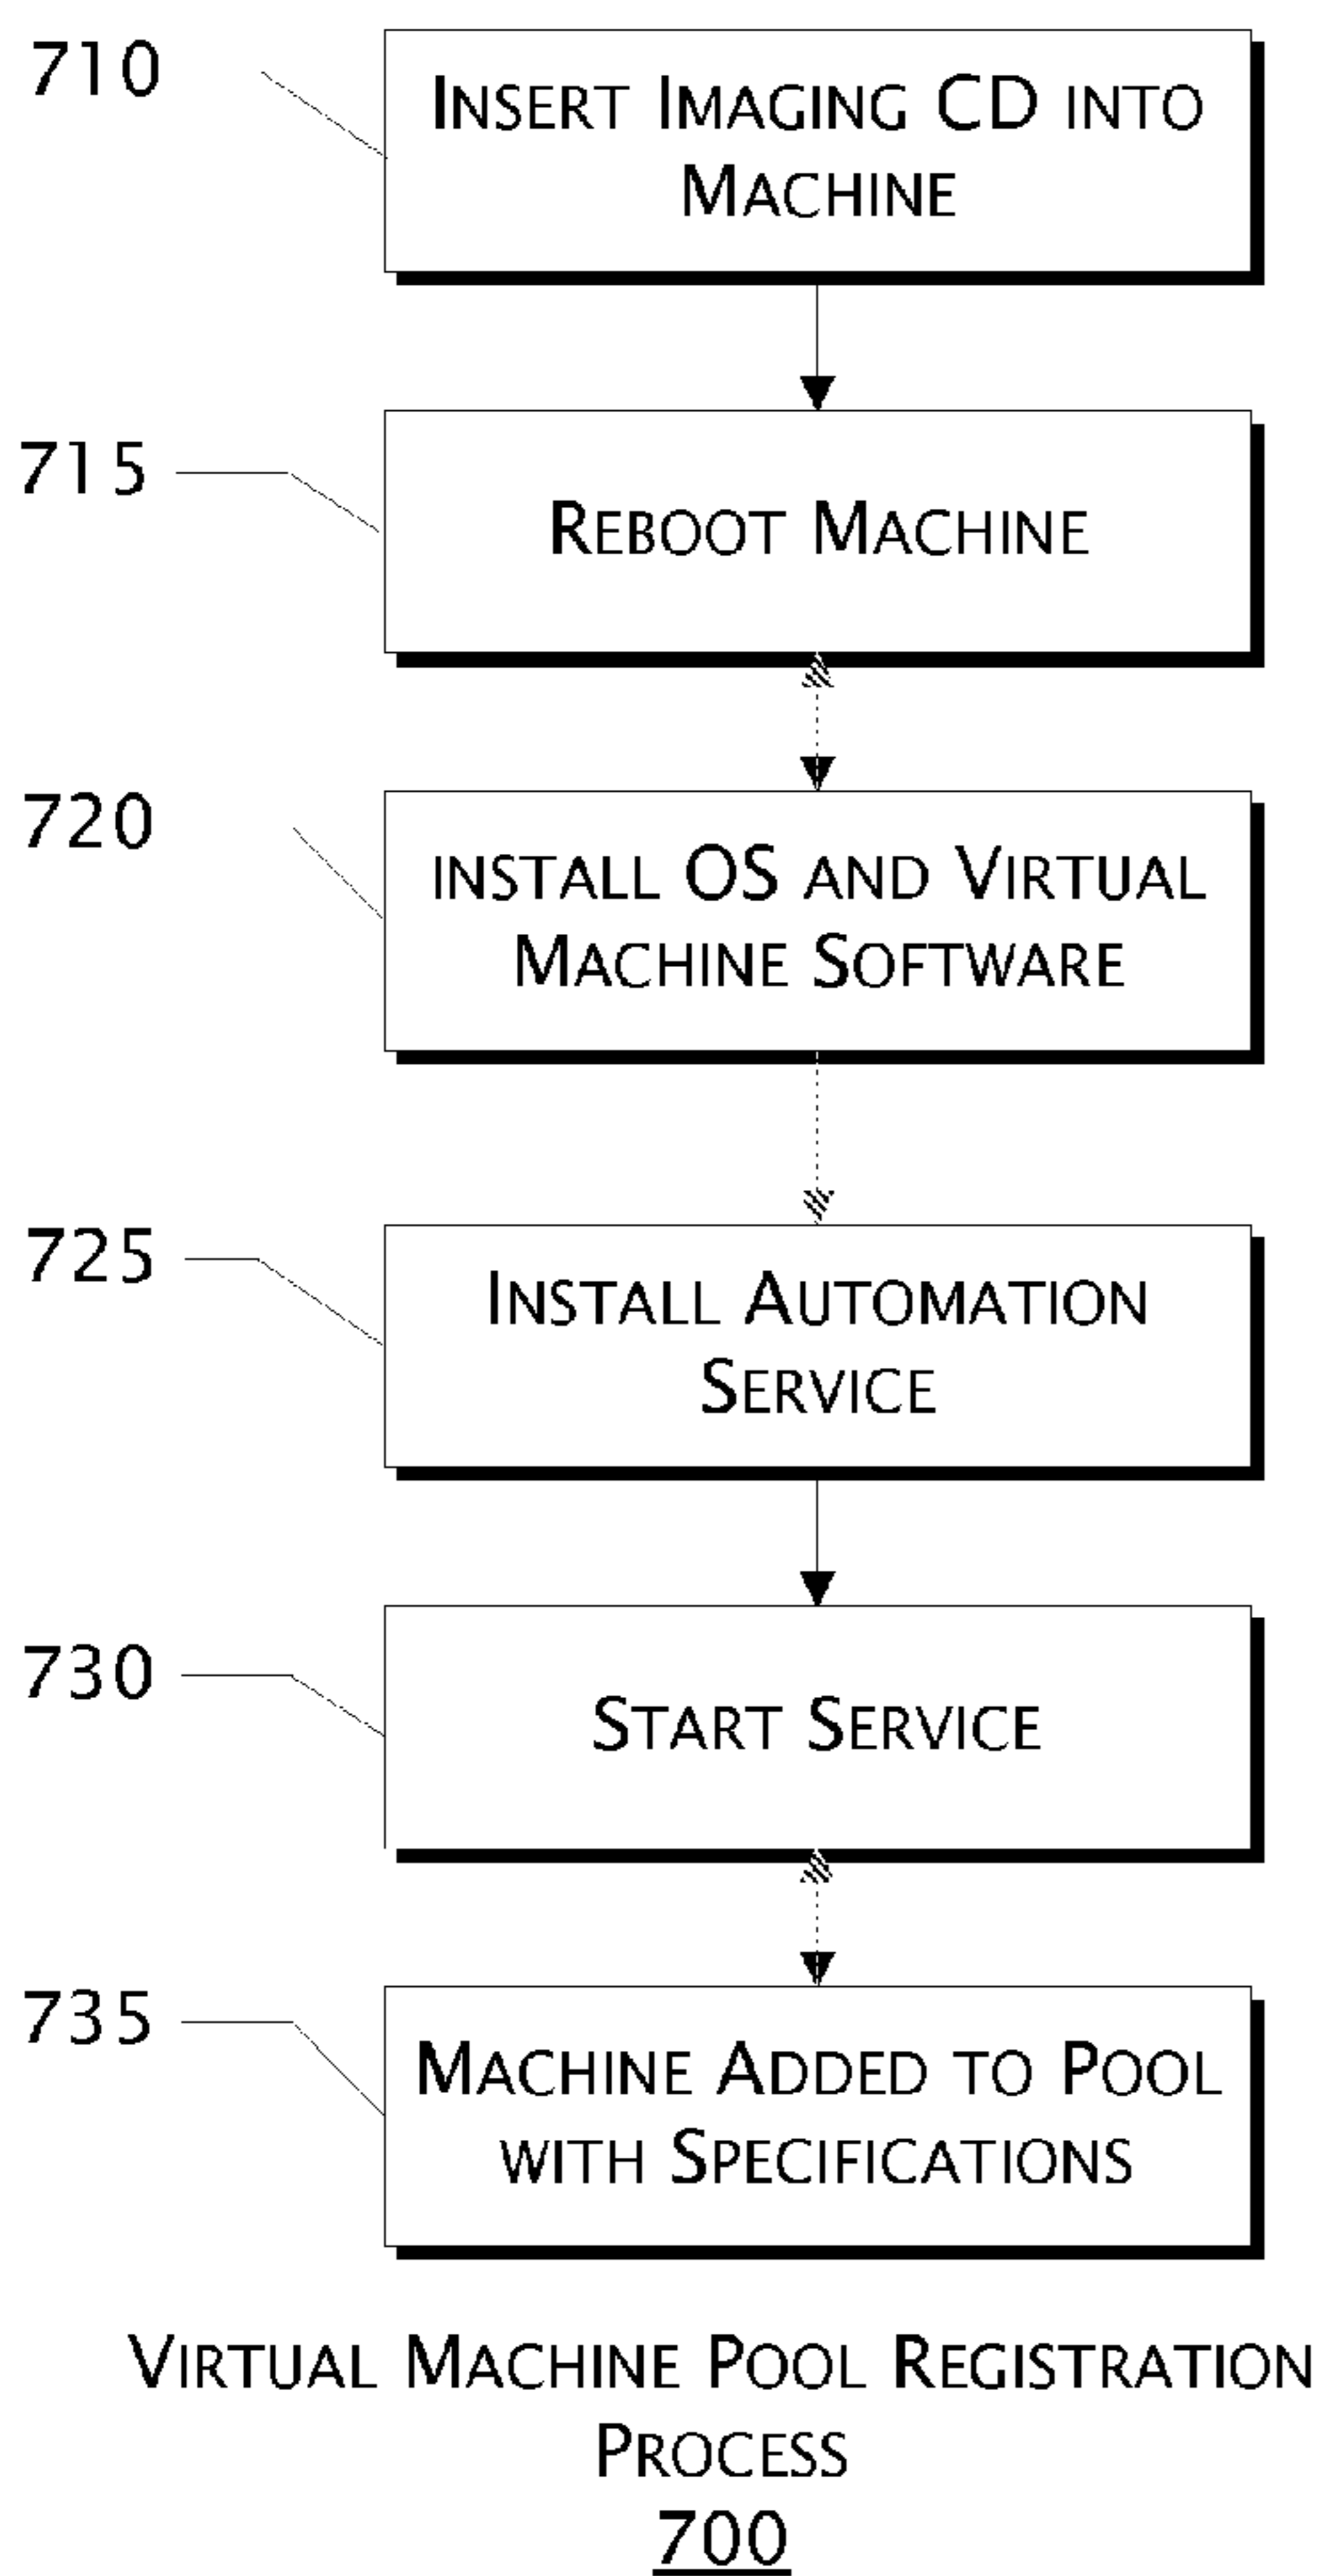 710
INSERT IMAGING CD INTO
MACHINE
715
REBOOT MACHINE
720
INSTALL OS AND VIRTUAL
MACHINE SOFTWARE
725
INSTALL AUTOMATION
SERVICE
730
START SERVICE
735
MACHINE ADDED TO POOL
WITH SPECIFICATIONS
VIRTUAL MACHINE POOL REGISTRATION
PROCESS
700